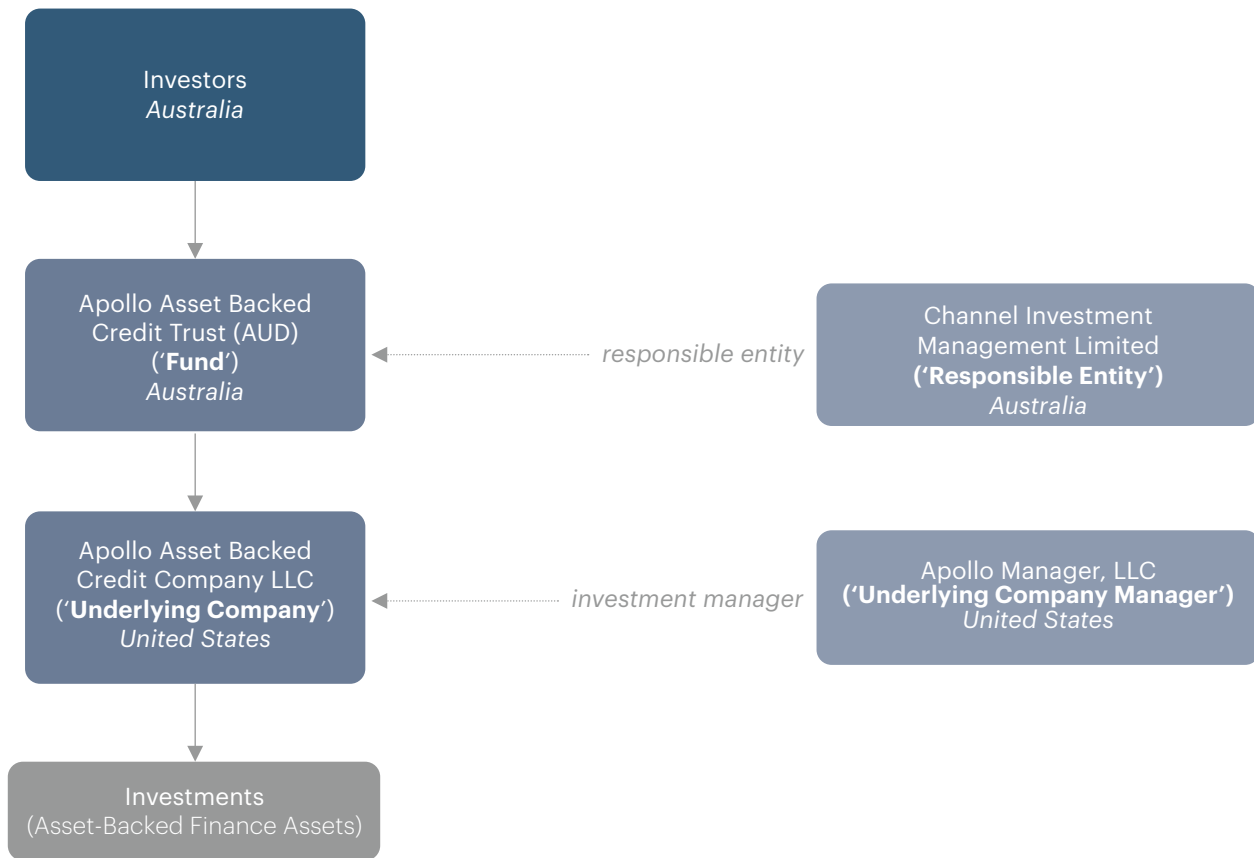 Investors
Australia
Apollo Asset Backed
Credit Trust (AUD)
(‘Fund’)
Australia
responsible entity
Channel Investment
Management Limited
(‘Responsible Entity’)
Australia
Apollo Asset Backed
Credit Company LLC
(‘Underlying Company’)
United States
investment manager
Apollo Manager, LLC
(‘Underlying Company Manager’)
United States
Investments
(Asset-Backed Finance Assets)